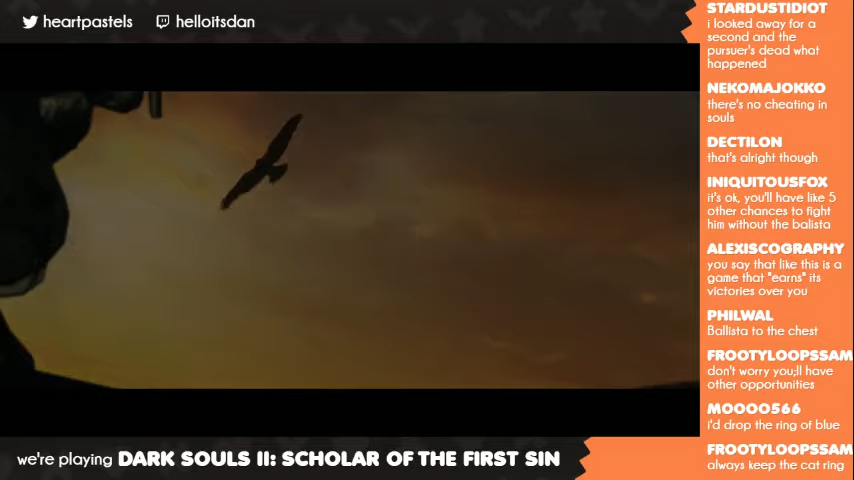 heartpastels
helloitsdan
STARDUSTIDIOT
i looked away for a
second and the
pursuer's dead what
happened
NEKOMAJOKKO
there's no cheating in
souls
DECTILON
that's alright though
INIQUITOUSFOX
it's ok, you'll have like 5
other chances to fight
him without the balista
ALEXISCOGRAPHY
you say that like this is a
game that "earns" its
victories over you
PHILWAL
Ballista to the chest
FROOTYLOOPSSAM
don't worry you;ll have
other opportunities
MOOOO566
i'd drop the ring of blue
FROOTYLOOPSSAM
always keep the cat ring
we're playing DARK SOULS II: SCHOLAR OF THE FIRST SIN